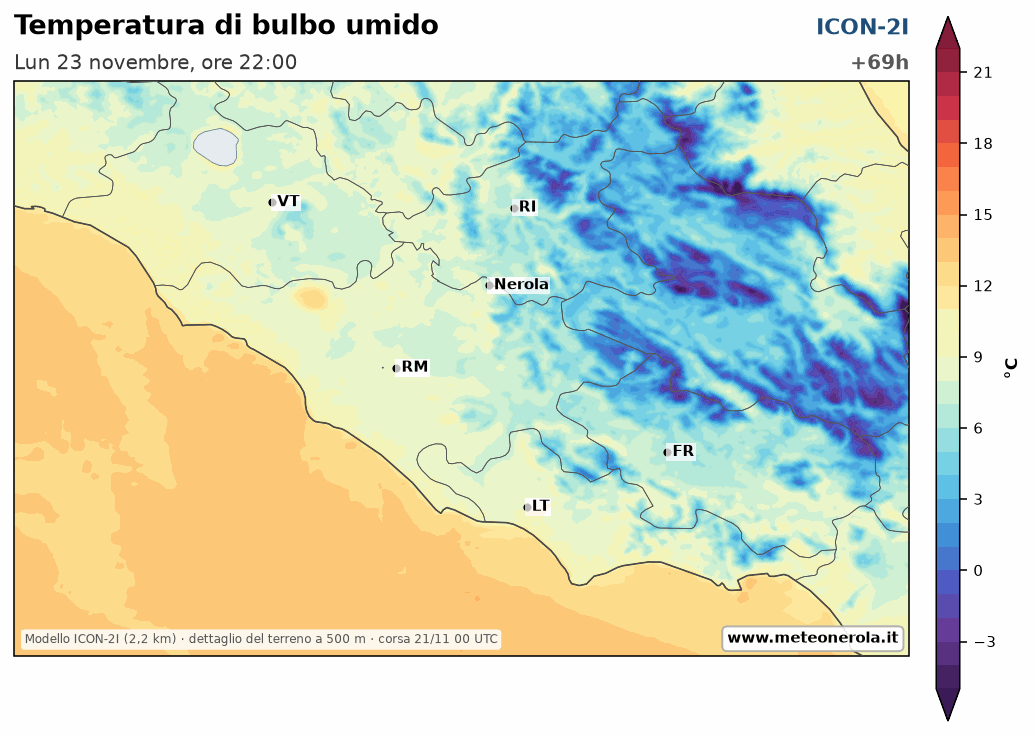 Temperatura di bulbo umido
ICON-2I
Lun 23 novembre, ore 22:00
+69h
21
18
15
12
9
6
3
0
−3
°C
VT
RI
Nerola
RM
FR
LT
Modello ICON-2I (2,2 km) · dettaglio del terreno a 500 m · corsa 21/11 00 UTC
www.meteonerola.it